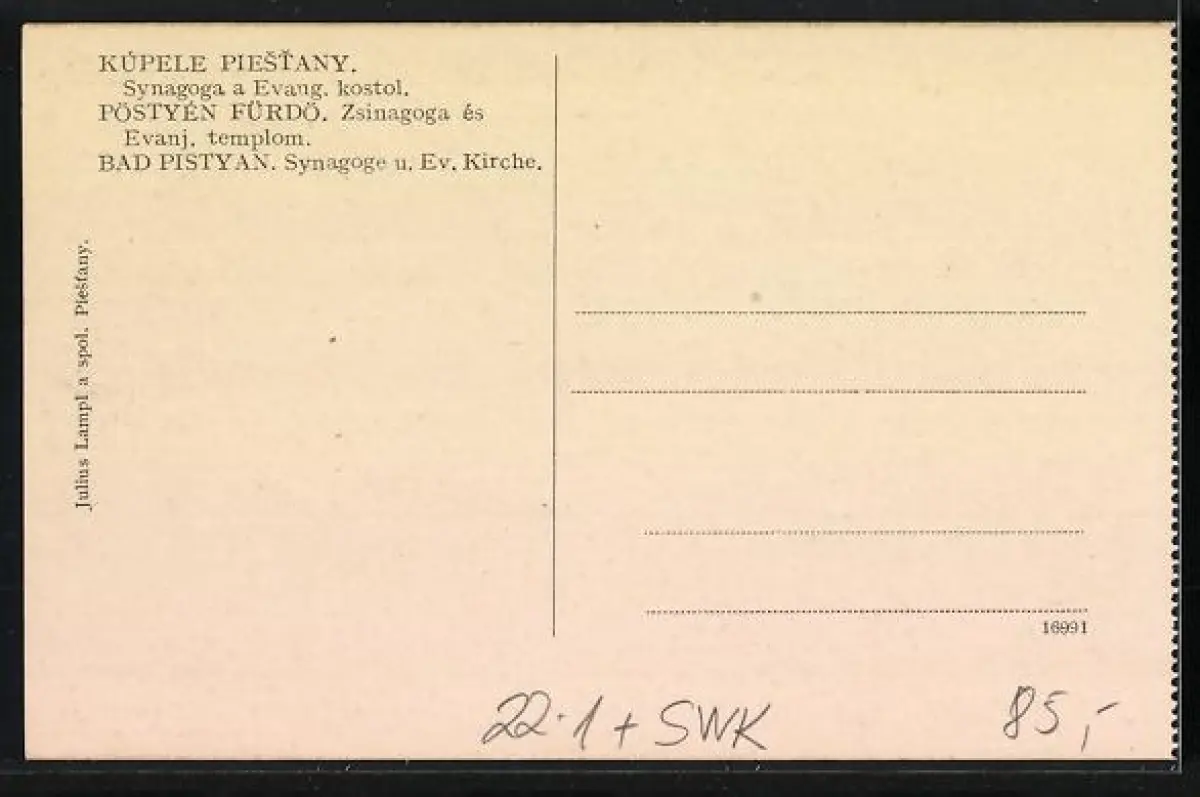 KÚPELE PIEŠŤANY.
Synagoga a Evang. kostol.
PÖSTYÉN FÜRDÖ. Zsinagoga és
Evanj. templom.
BAD PISTYAN. Synagoge u. Ev. Kirche.
Julius Lampl a spol. Piešťany.
16991
22·1 + SWK
85,-